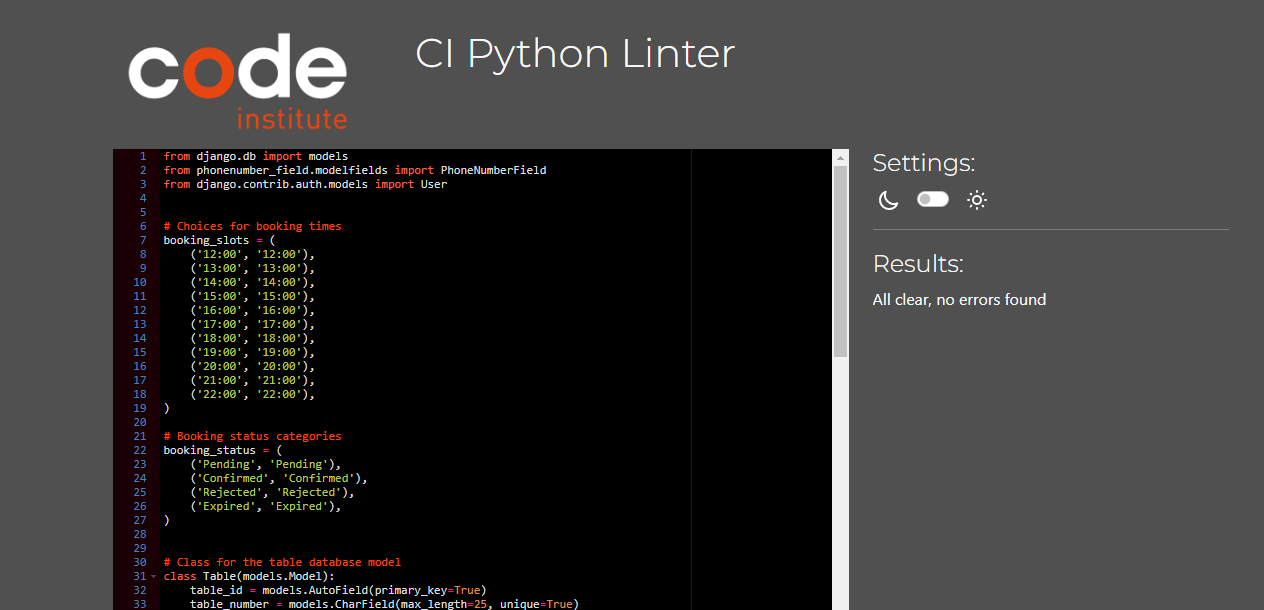 code
institute
CI Python Linter
1 from django.db import models
2 from phonenumber_field.modelfields import PhoneNumberField
3 from django.contrib.auth.models import User
4
5
6 # Choices for booking times
7 booking_slots = (
8     ('12:00', '12:00'),
9     ('13:00', '13:00'),
10     ('14:00', '14:00'),
11     ('15:00', '15:00'),
12     ('16:00', '16:00'),
13     ('17:00', '17:00'),
14     ('18:00', '18:00'),
15     ('19:00', '19:00'),
16     ('20:00', '20:00'),
17     ('21:00', '21:00'),
18     ('22:00', '22:00'),
19 )
20
21 # Booking status categories
22 booking_status = (
23     ('Pending', 'Pending'),
24     ('Confirmed', 'Confirmed'),
25     ('Rejected', 'Rejected'),
26     ('Expired', 'Expired'),
27 )
28
29
30 # Class for the table database model
31 class Table(models.Model):
32     table_id = models.AutoField(primary_key=True)
33     table_number = models.CharField(max_length=25, unique=True)
Settings:
Results:
All clear, no errors found